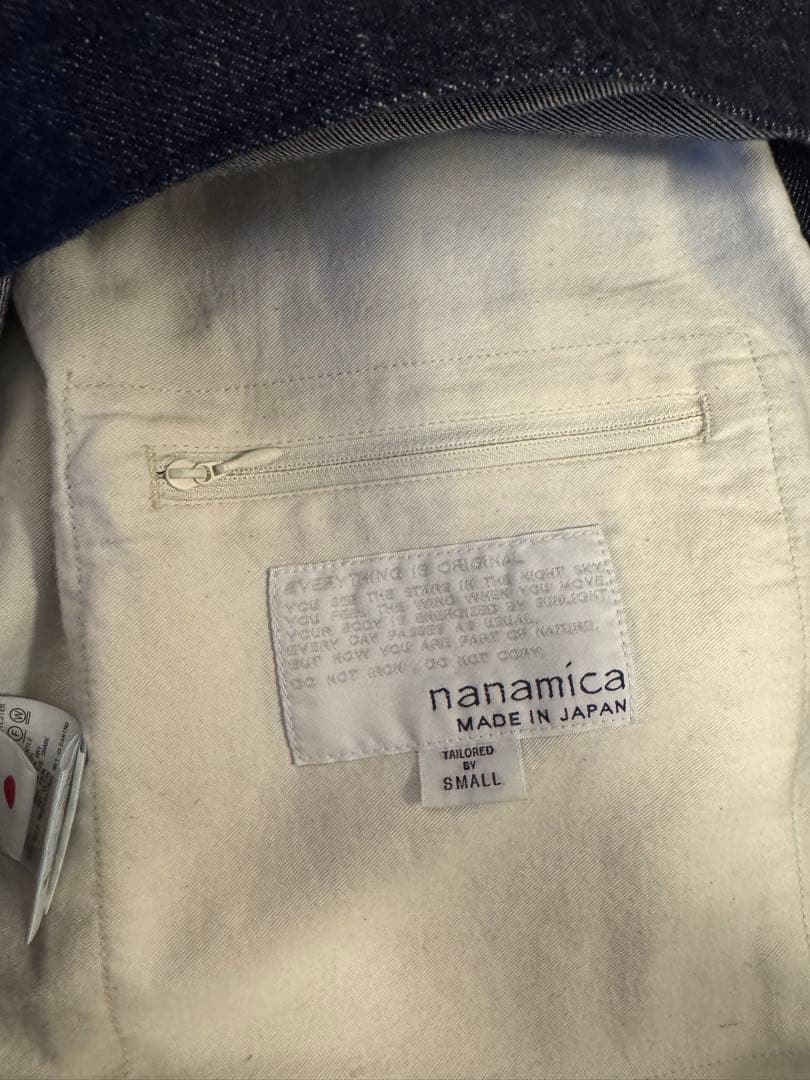 EVERYTHING IS ORIGINAL
YOU SEE THE STARS IN THE NIGHT SKY.
YOU FEEL THE WIND WHEN YOU MOVE.
YOUR BODY IS ENERGIZED BY SUNLIGHT.
EVERY DAY PASSES AS USUAL,
BUT NOW YOU ARE PART OF NATURE.
DO NOT IRON. DO NOT COPY.
nanamica
MADE IN JAPAN
TAILORED
BY
SMALL
F W